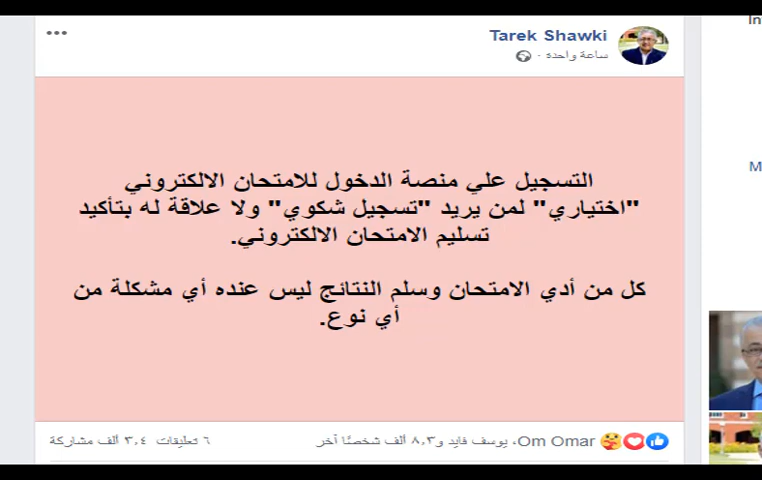 Tarek Shawki
ساعة واحدة ·
التسجيل علي منصة الدخول للامتحان الالكتروني
"اختياري" لمن يريد "تسجيل شكوي" ولا علاقة له بتأكيد
تسليم الامتحان الالكتروني.
كل من أدي الامتحان وسلم النتائج ليس عنده أي مشكلة من
أي نوع.
Om Omar، يوسف فايد و٨٫٣ ألف شخصًا آخر
٦ تعليقات ٣٫٤ ألف مشاركة
In
M